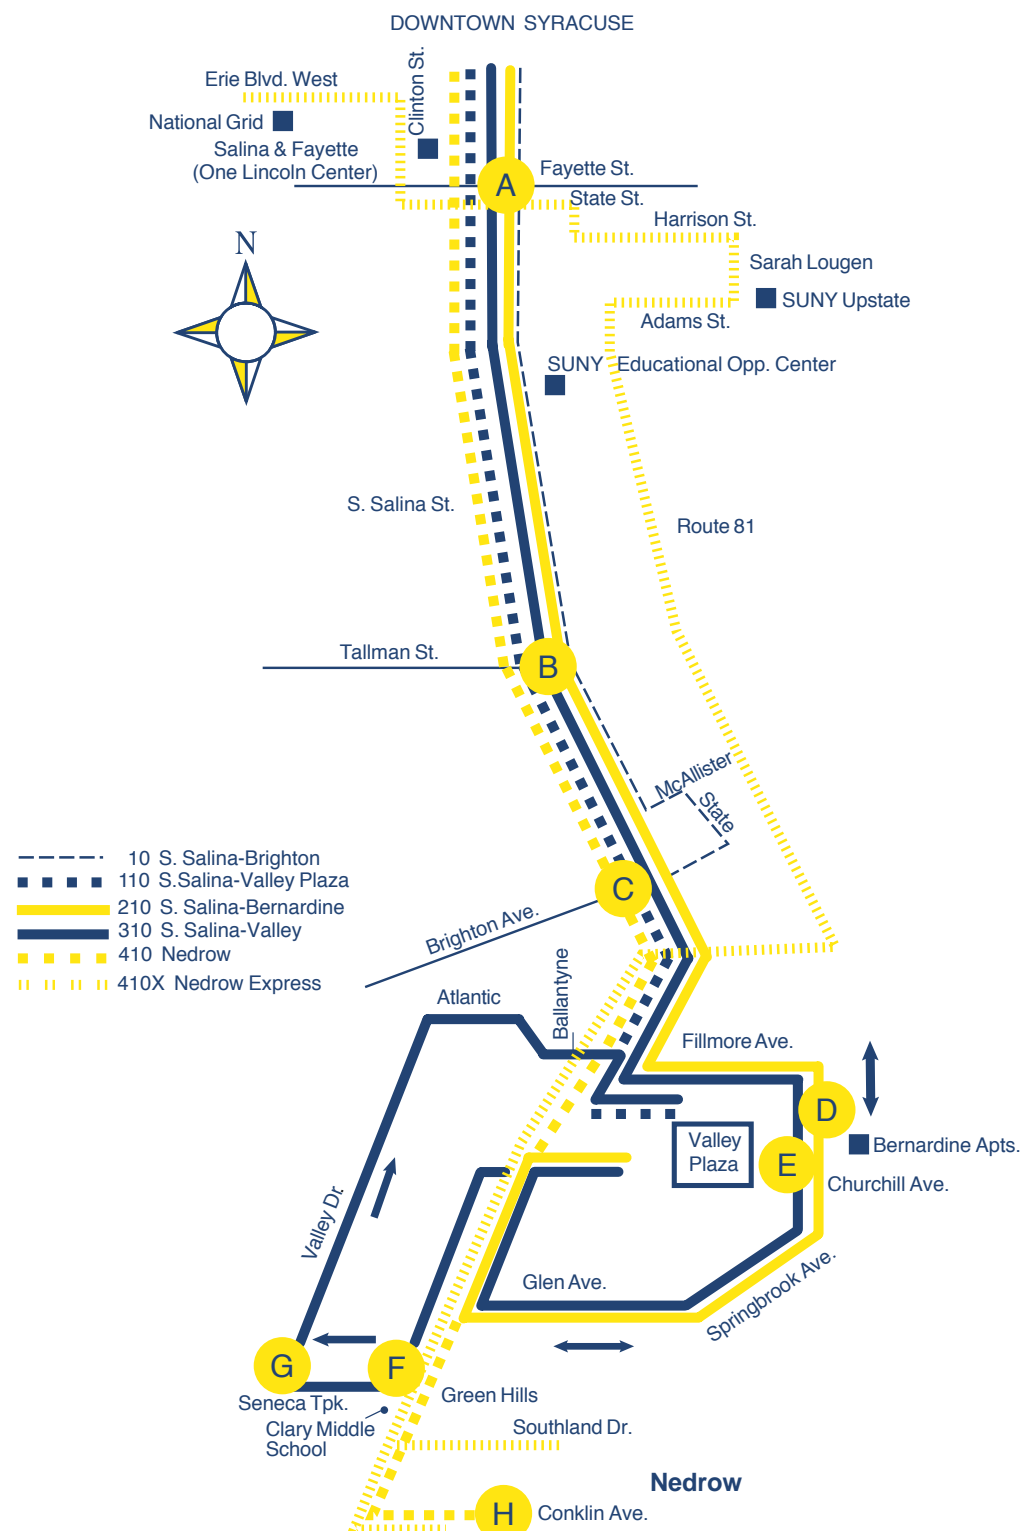 DOWNTOWN SYRACUSE
Erie Blvd. West
Clinton St.
National Grid
Salina & Fayette
(One Lincoln Center)
A
Fayette St.
State St.
Harrison St.
N
Sarah Lougen
SUNY Upstate
Adams St.
SUNY Educational Opp. Center
S. Salina St.
Route 81
Tallman St.
B
McAllister
State
10 S. Salina-Brighton
110 S.Salina-Valley Plaza
210 S. Salina-Bernardine
310 S. Salina-Valley
410 Nedrow
410X Nedrow Express
C
Brighton Ave.
Atlantic
Ballantyne
Fillmore Ave.
D
Valley
Plaza
E
Bernardine Apts.
Churchill Ave.
Valley Dr.
Glen Ave.
Springbrook Ave.
G
F
Seneca Tpk.
Green Hills
Clary Middle
School
Southland Dr.
Nedrow
H
Conklin Ave.